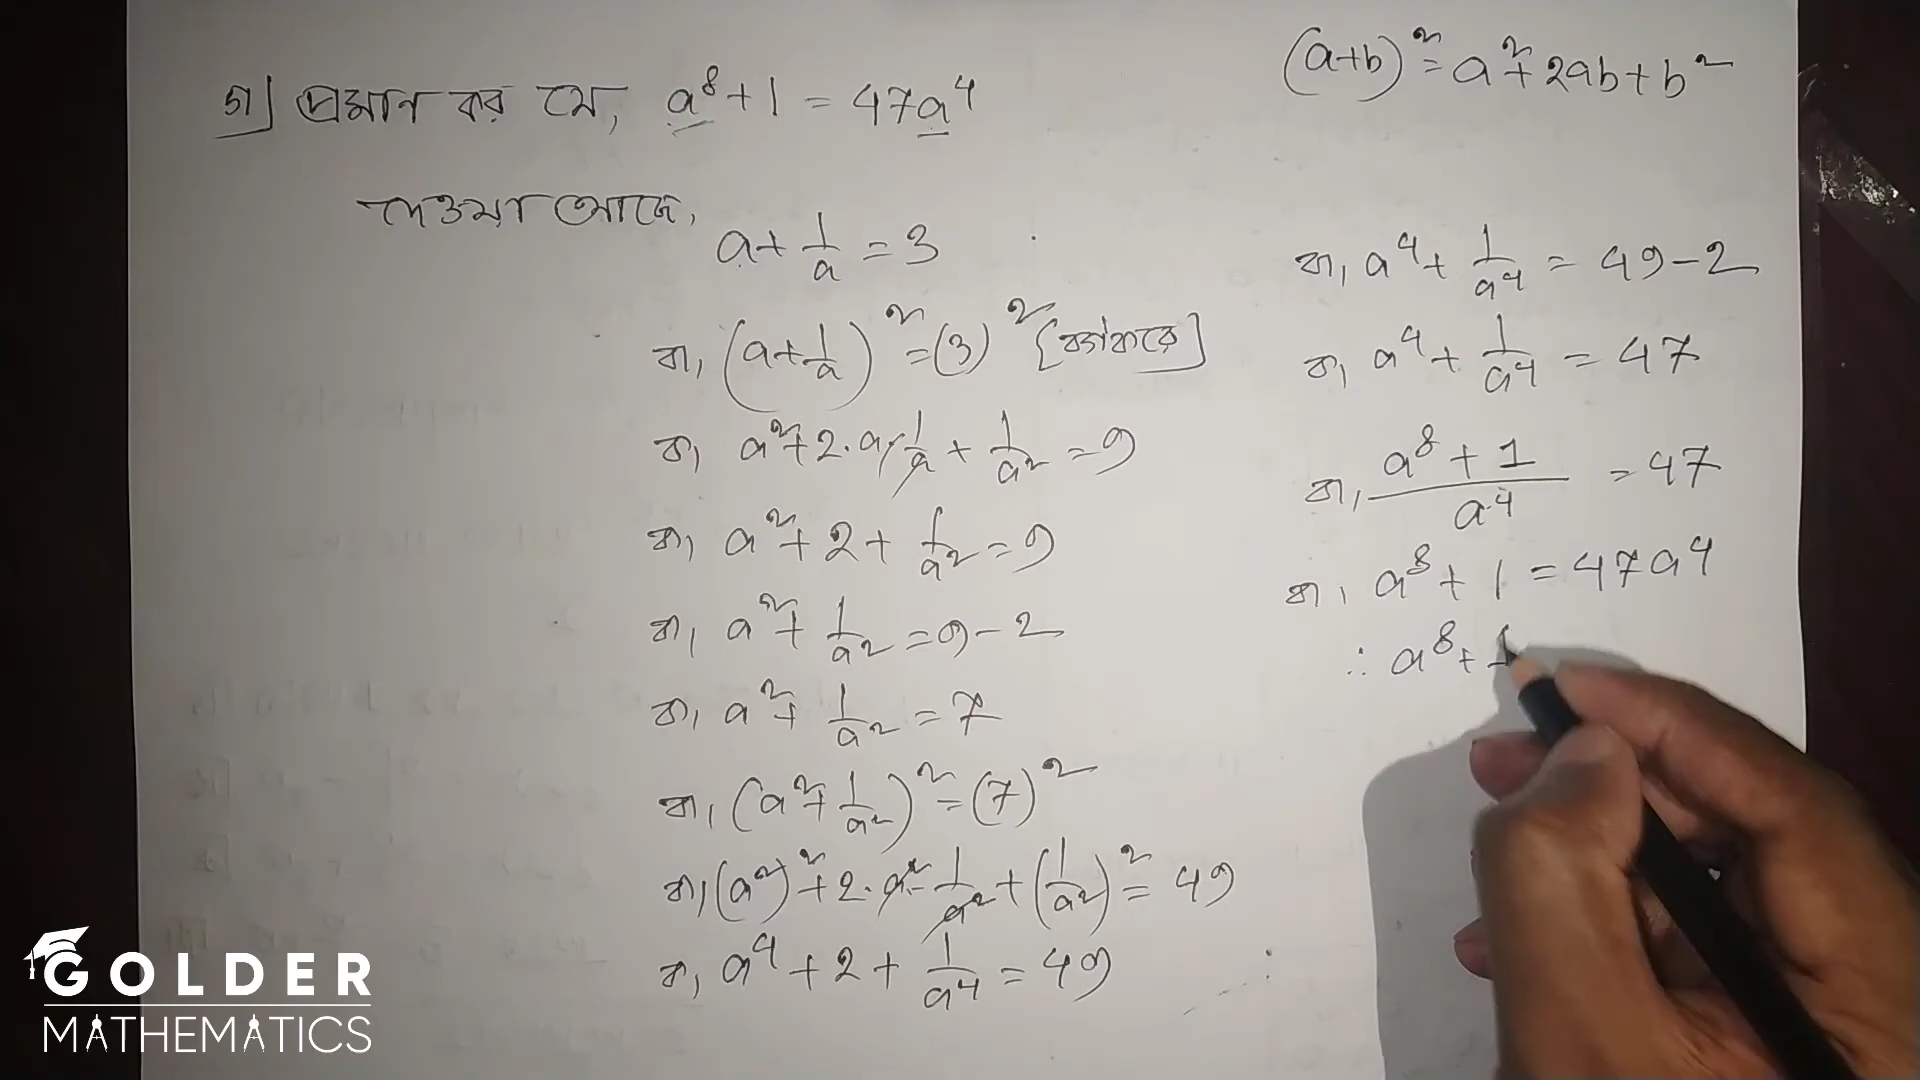 গ) প্রমাণ কর যে, a⁸+1 = 47a⁴
(a+b)² = a²+2ab+b²
দেওয়া আছে,
a+1/a = 3
বা, (a+1/a)² = (3)² [বর্গকরে]
বা, a²+2·a·1/a+1/a² = 9
বা, a²+2+1/a² = 9
বা, a²+1/a² = 9-2
বা, a²+1/a² = 7
বা, (a²+1/a²)² = (7)²
বা, (a²)²+2·a²·1/a²+(1/a²)² = 49
বা, a⁴+2+1/a⁴ = 49
বা, a⁴+1/a⁴ = 49-2
বা, a⁴+1/a⁴ = 47
বা, (a⁸+1)/a⁴ = 47
বা, a⁸+1 = 47a⁴
∴ a⁸+1
GOLDER
MATHEMATICS